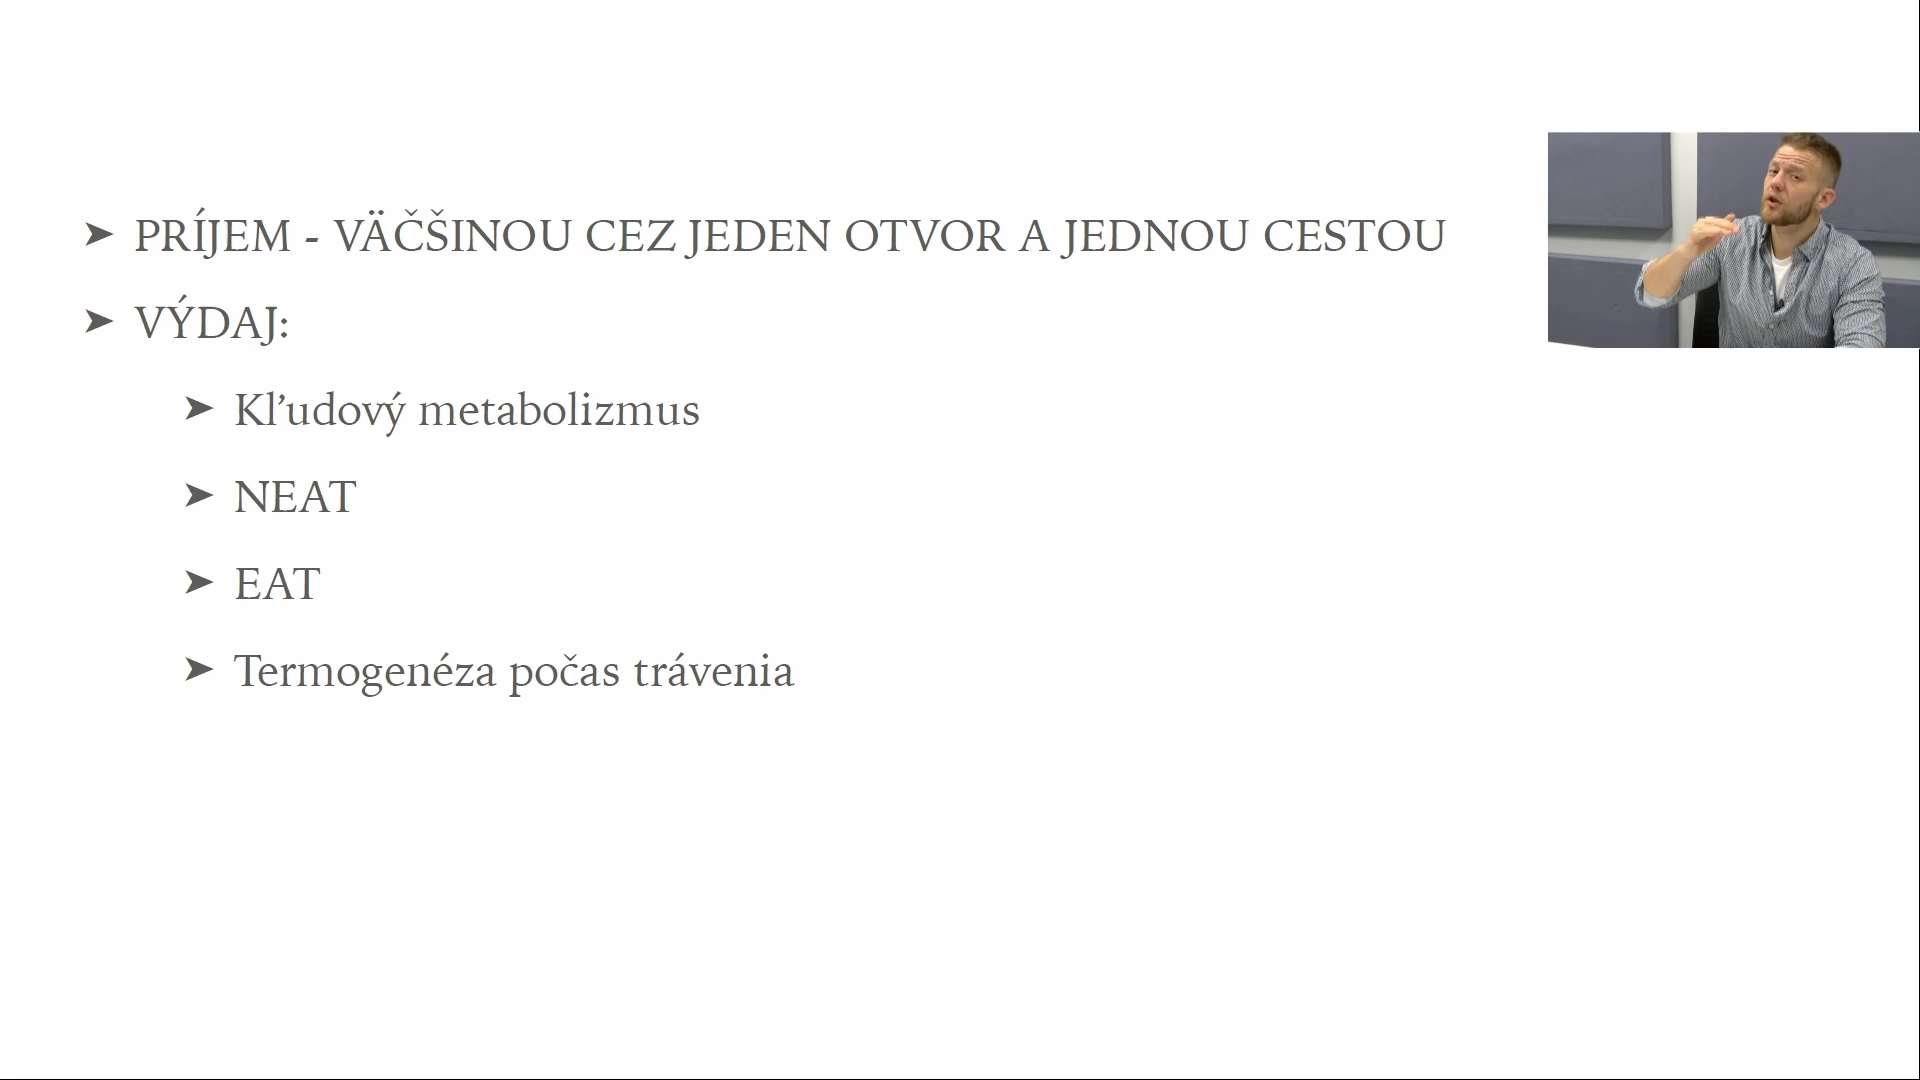 PRÍJEM - VÄČŠINOU CEZ JEDEN OTVOR A JEDNOU CESTOU
VÝDAJ:
Kľudový metabolizmus
NEAT
EAT
Termogenéza počas trávenia